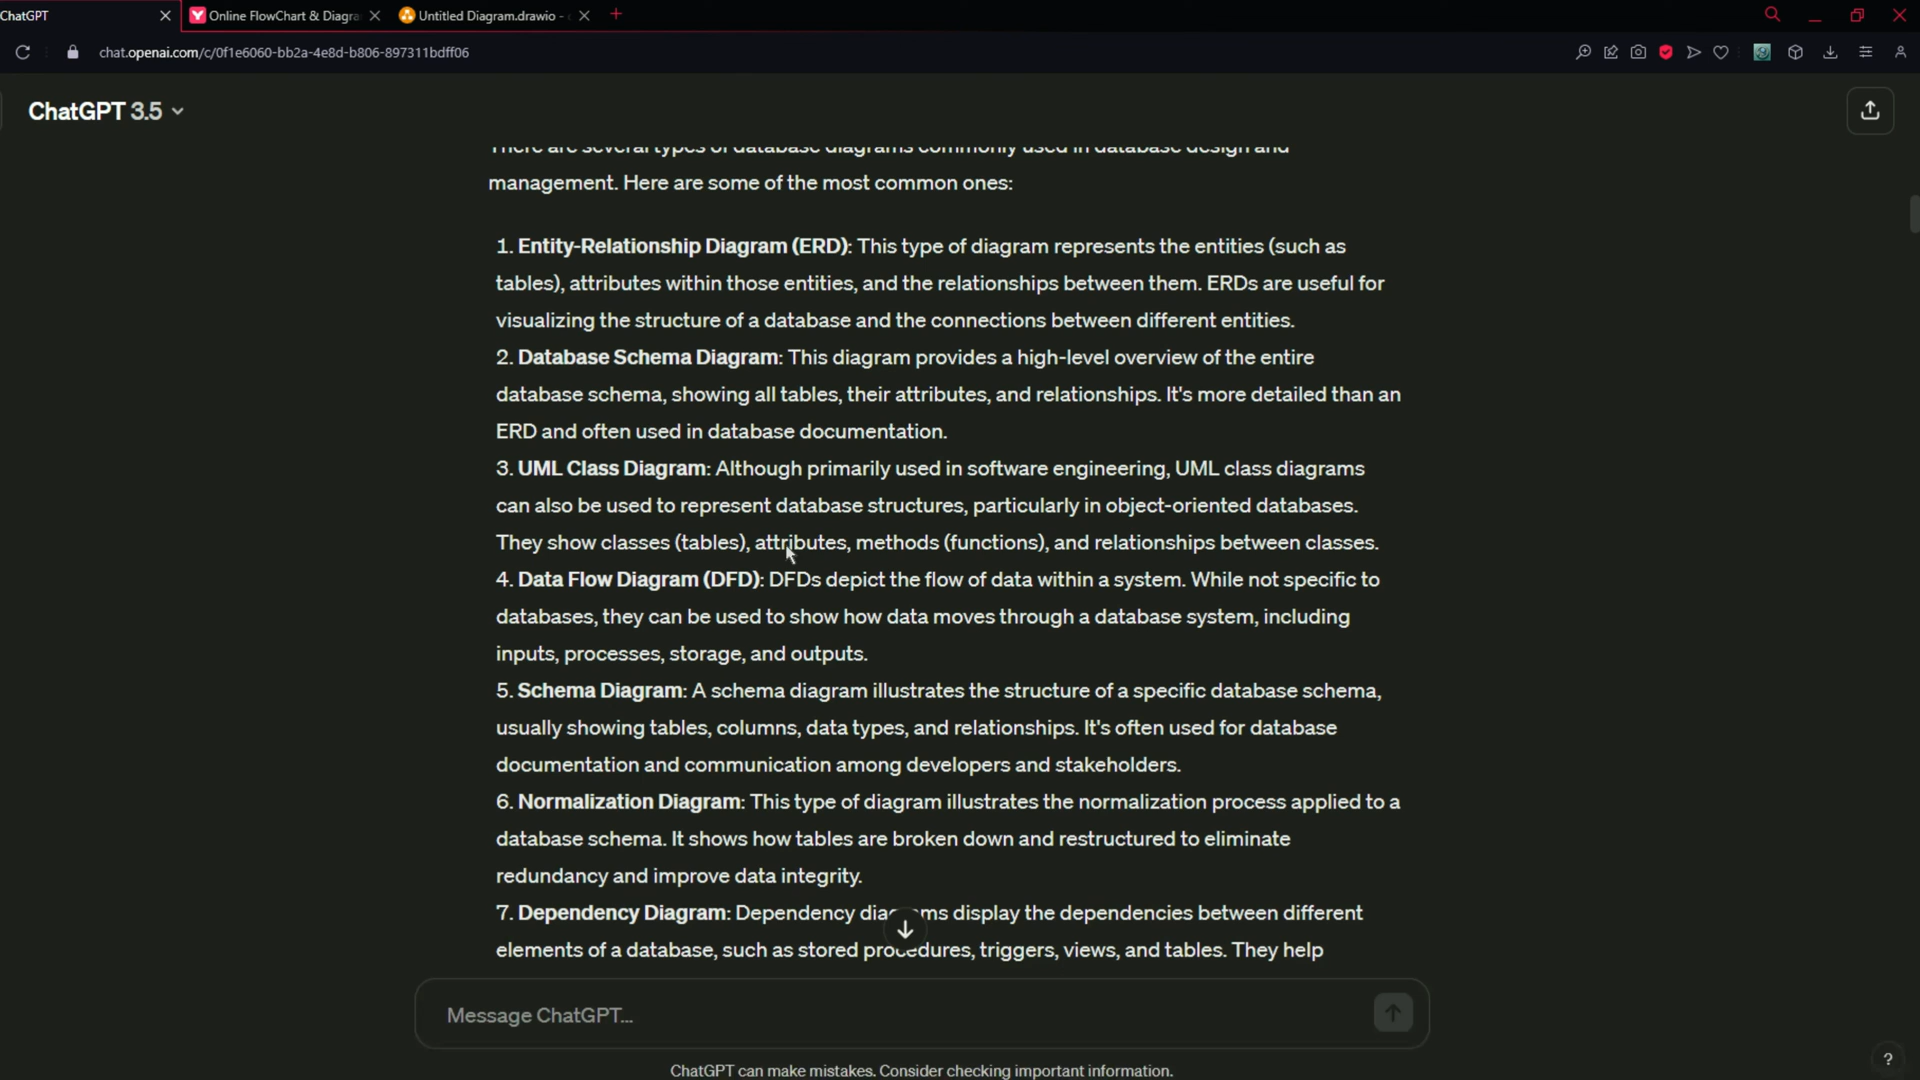 ChatGPT
Online FlowChart & Diagra
Untitled Diagram.drawio -
chat.openai.com/c/0f1e6060-bb2a-4e8d-b806-897311bdff06
ChatGPT 3.5
There are several types of database diagrams commonly used in database design and
management. Here are some of the most common ones:
1. Entity-Relationship Diagram (ERD): This type of diagram represents the entities (such as
tables), attributes within those entities, and the relationships between them. ERDs are useful for
visualizing the structure of a database and the connections between different entities.
2. Database Schema Diagram: This diagram provides a high-level overview of the entire
database schema, showing all tables, their attributes, and relationships. It's more detailed than an
ERD and often used in database documentation.
3. UML Class Diagram: Although primarily used in software engineering, UML class diagrams
can also be used to represent database structures, particularly in object-oriented databases.
They show classes (tables), attributes, methods (functions), and relationships between classes.
4. Data Flow Diagram (DFD): DFDs depict the flow of data within a system. While not specific to
databases, they can be used to show how data moves through a database system, including
inputs, processes, storage, and outputs.
5. Schema Diagram: A schema diagram illustrates the structure of a specific database schema,
usually showing tables, columns, data types, and relationships. It's often used for database
documentation and communication among developers and stakeholders.
6. Normalization Diagram: This type of diagram illustrates the normalization process applied to a
database schema. It shows how tables are broken down and restructured to eliminate
redundancy and improve data integrity.
7. Dependency Diagram: Dependency diagrams display the dependencies between different
elements of a database, such as stored procedures, triggers, views, and tables. They help
Message ChatGPT...
ChatGPT can make mistakes. Consider checking important information.
?